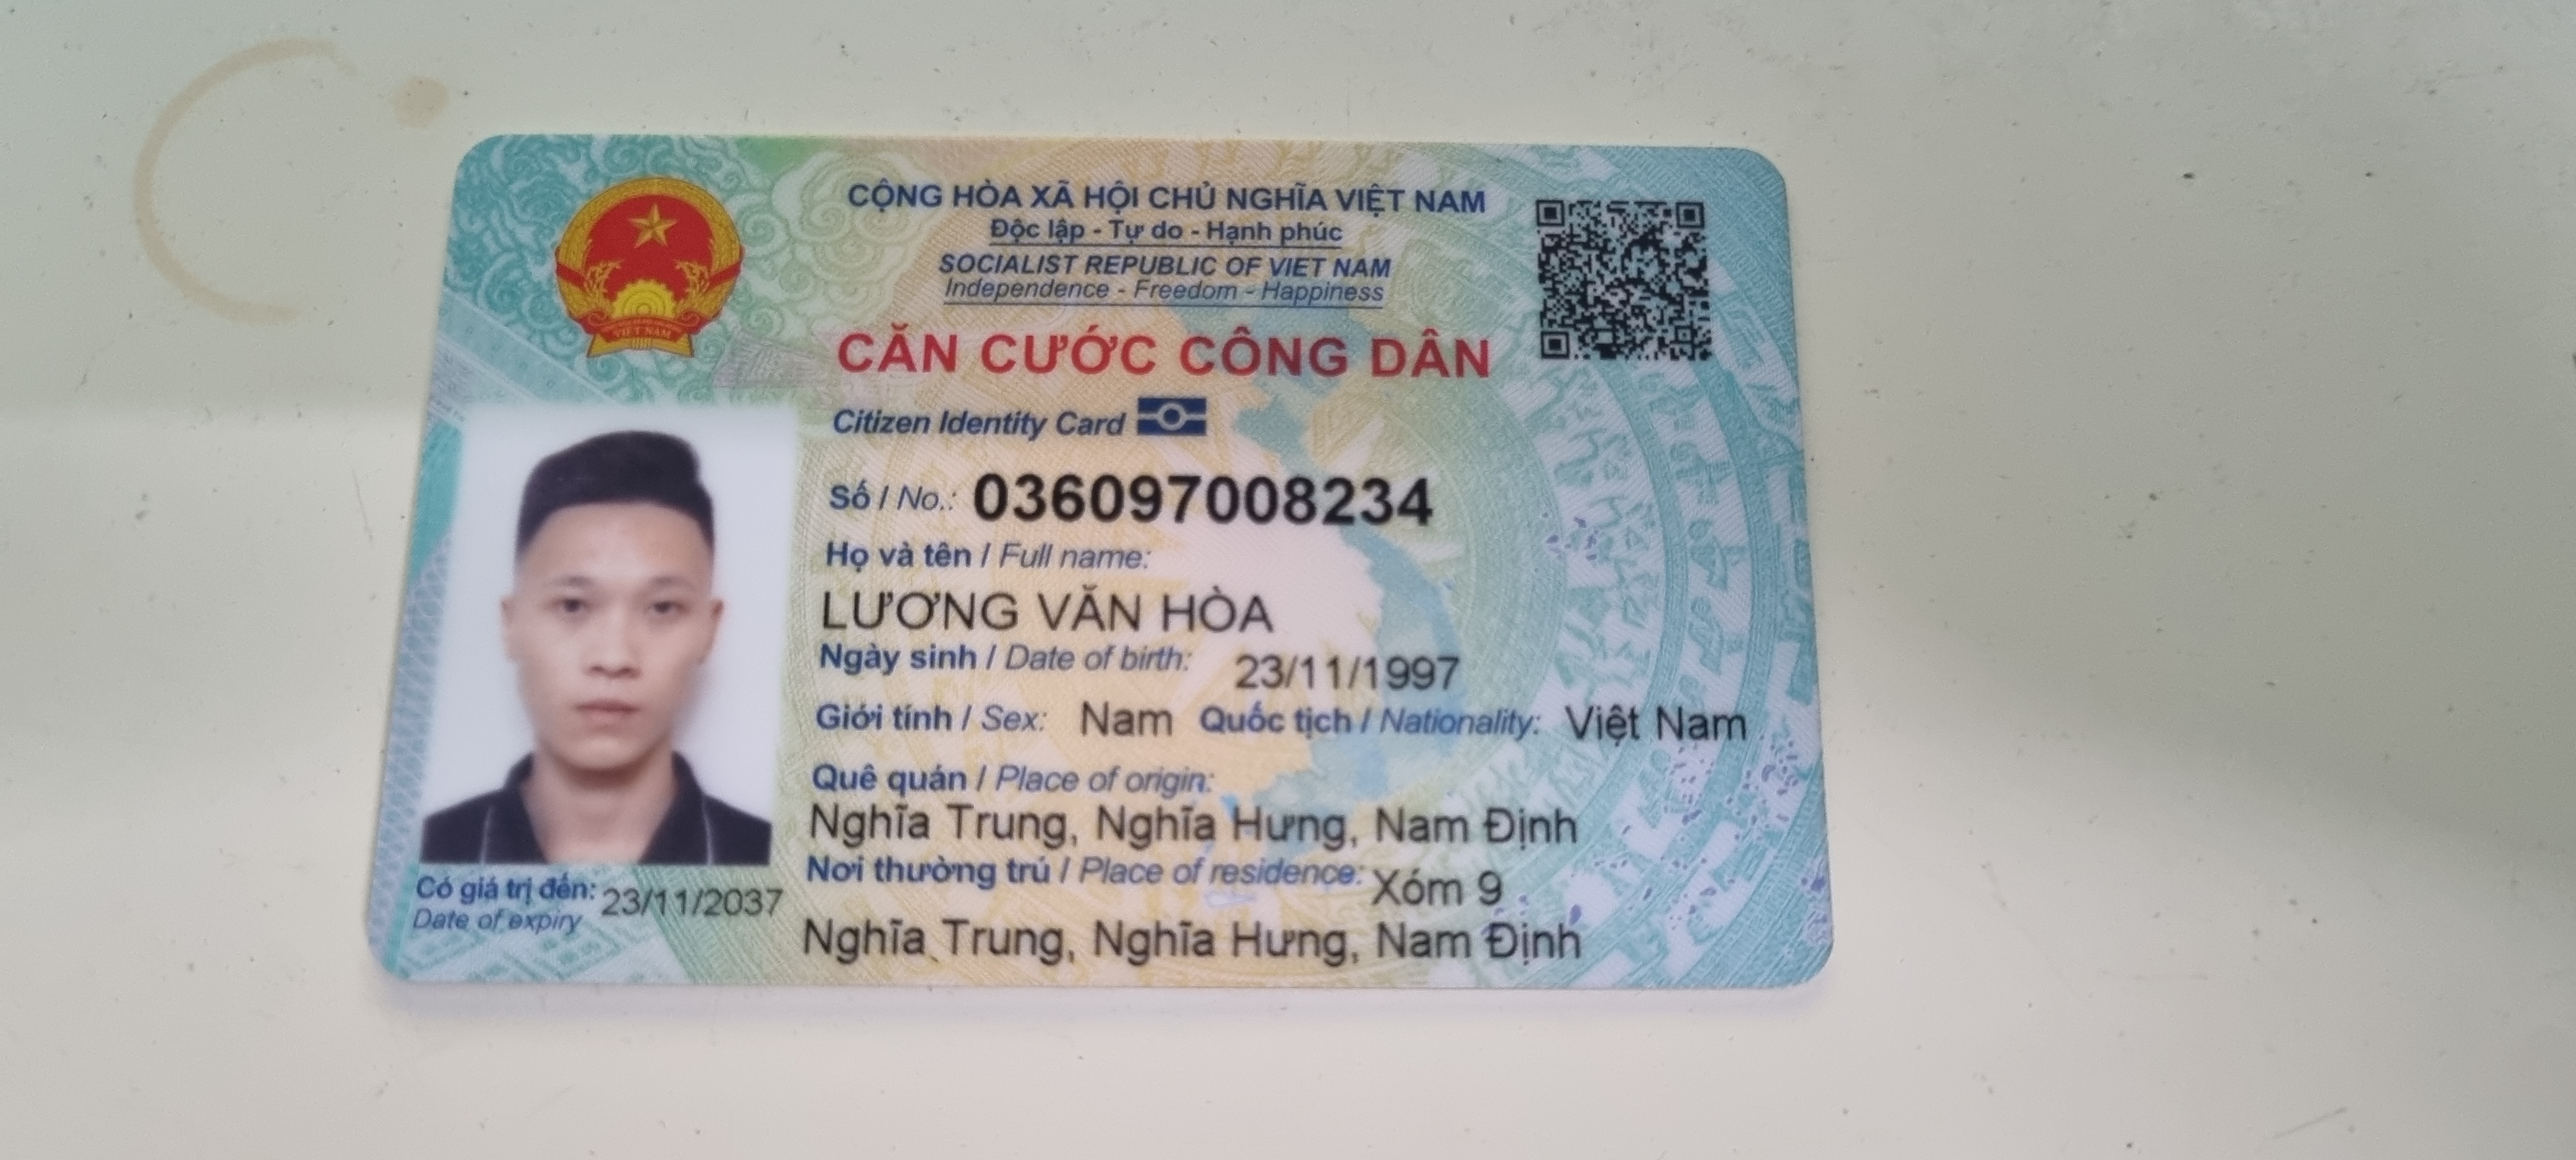 CỘNG HÒA XÃ HỘI CHỦ NGHĨA VIỆT NAM
Độc lập - Tự do - Hạnh phúc
SOCIALIST REPUBLIC OF VIET NAM
Independence - Freedom - Happiness
CĂN CƯỚC CÔNG DÂN
Citizen Identity Card
Số / No.: 036097008234
Họ và tên / Full name:
LƯƠNG VĂN HÒA
Ngày sinh / Date of birth: 23/11/1997
Giới tính / Sex: Nam Quốc tịch / Nationality: Việt Nam
Quê quán / Place of origin:
Nghĩa Trung, Nghĩa Hưng, Nam Định
Nơi thường trú / Place of residence: Xóm 9
Nghĩa Trung, Nghĩa Hưng, Nam Định
Có giá trị đến: 23/11/2037
Date of expiry